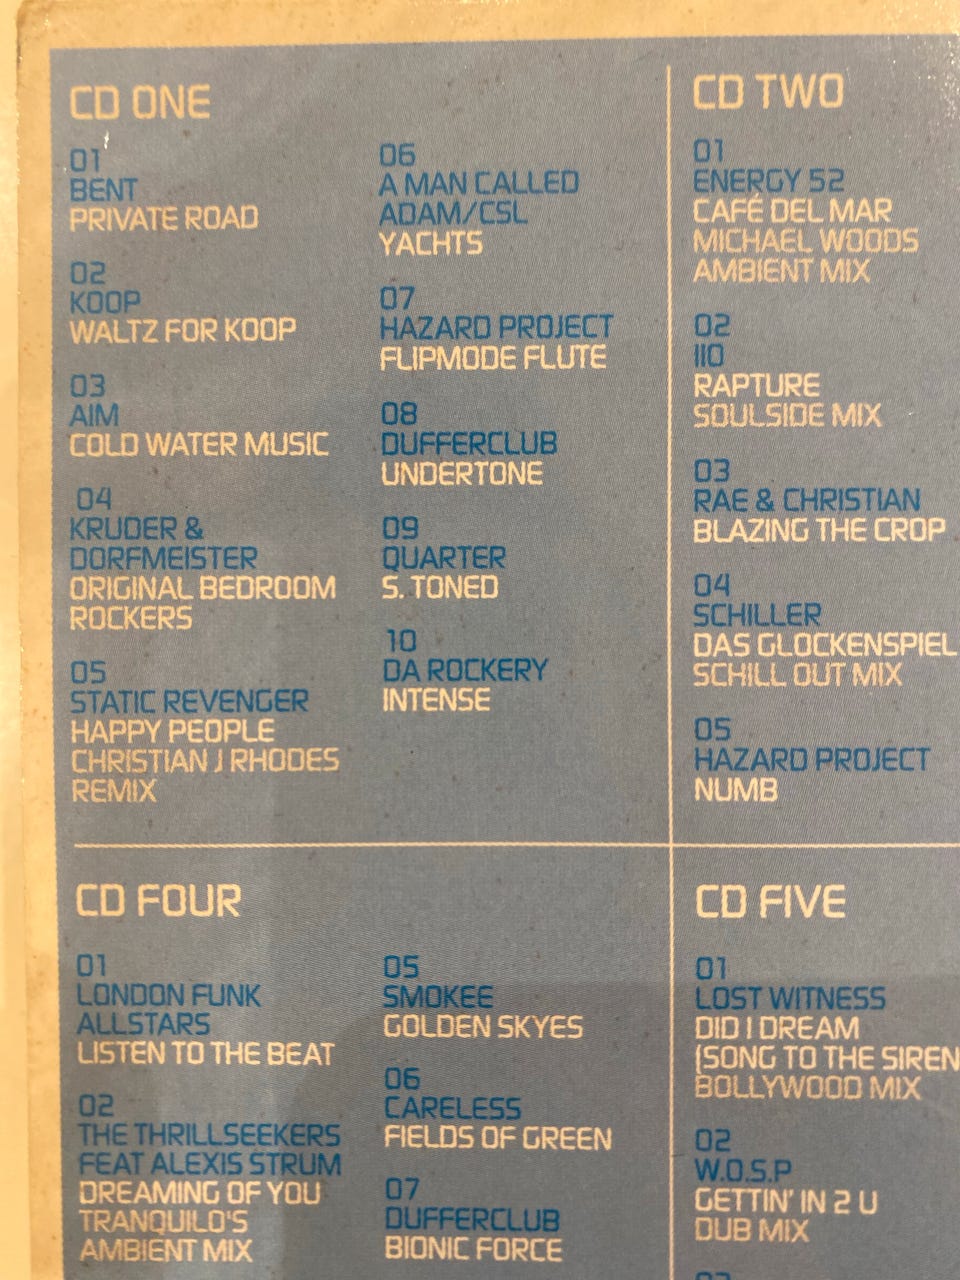 CD ONE
01
BENT
PRIVATE ROAD
02
KOOP
WALTZ FOR KOOP
03
AIM
COLD WATER MUSIC
04
KRUDER &
DORFMEISTER
ORIGINAL BEDROOM
ROCKERS
05
STATIC REVENGER
HAPPY PEOPLE
CHRISTIAN J RHODES
REMIX
06
A MAN CALLED
ADAM/CSL
YACHTS
07
HAZARD PROJECT
FLIPMODE FLUTE
08
DUFFERCLUB
UNDERTONE
09
QUARTER
S. TONED
10
DA ROCKERY
INTENSE
CD TWO
01
ENERGY 52
CAFÉ DEL MAR
MICHAEL WOODS
AMBIENT MIX
02
IIO
RAPTURE
SOULSIDE MIX
03
RAE & CHRISTIAN
BLAZING THE CROP
04
SCHILLER
DAS GLOCKENSPIEL
SCHILL OUT MIX
05
HAZARD PROJECT
NUMB
CD FOUR
01
LONDON FUNK
ALLSTARS
LISTEN TO THE BEAT
02
THE THRILLSEEKERS
FEAT ALEXIS STRUM
DREAMING OF YOU
TRANQUILO'S
AMBIENT MIX
05
SMOKEE
GOLDEN SKYES
06
CARELESS
FIELDS OF GREEN
07
DUFFERCLUB
BIONIC FORCE
CD FIVE
01
LOST WITNESS
DID I DREAM
(SONG TO THE SIREN
BOLLYWOOD MIX
02
W.O.S.P
GETTIN' IN 2 U
DUB MIX